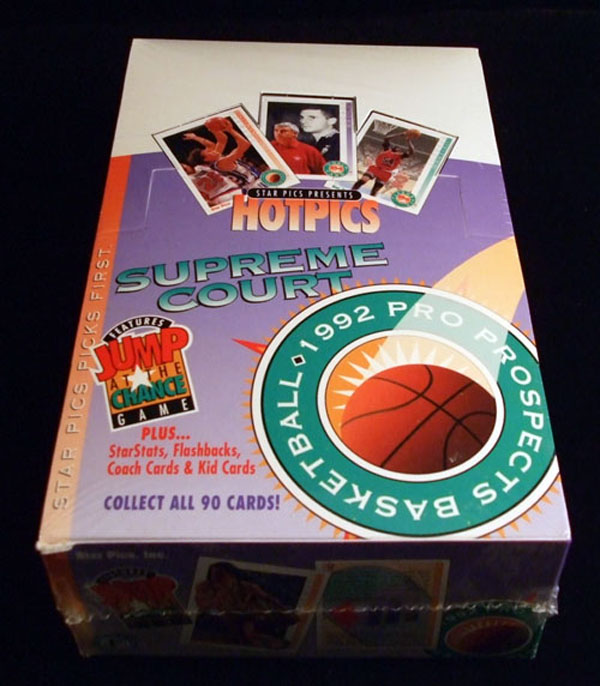 STAR PICS PRESENTS
HOTPICS
SUPREME
COURT
STAR PICS PICKS FIRST.
FEATURES
JUMP
AT THE
CHANCE
GAME
PLUS...
StarStats, Flashbacks,
Coach Cards & Kid Cards
COLLECT ALL 90 CARDS!
1992 PRO PROSPECTS BASKETBALL
Star Pics, Inc.